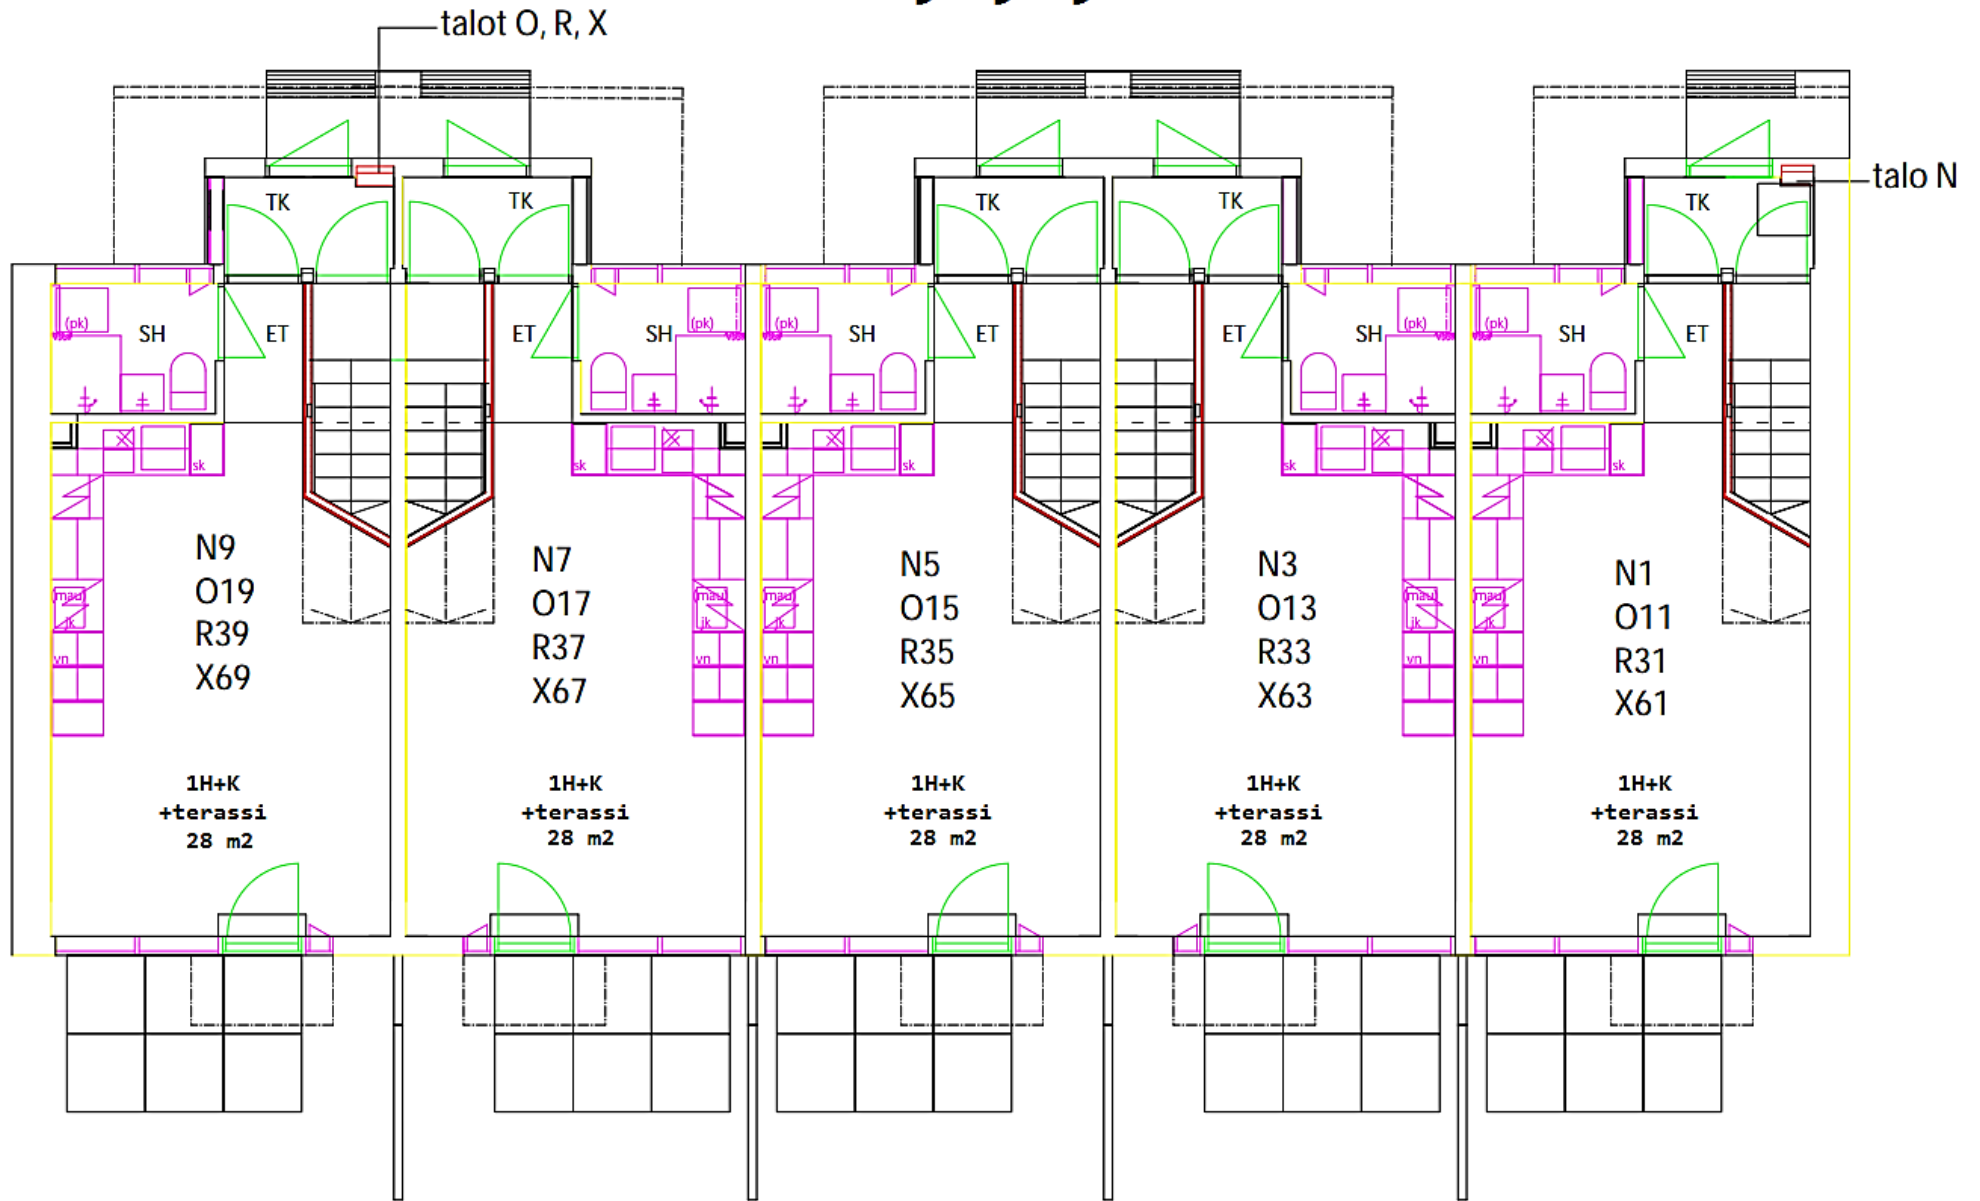 talot O, R, X
talo N
TK
TK
TK
TK
TK
(pk)
SH
ET
ET
SH
(pk)
(pk)
SH
ET
ET
SH
(pk)
(pk)
SH
ET
sk
sk
sk
sk
sk
N9
O19
R39
X69
N7
O17
R37
X67
N5
O15
R35
X65
N3
O13
R33
X63
N1
O11
R31
X61
(mau)
jk
vn
(mau)
jk
vn
(mau)
jk
vn
(mau)
jk
vn
(mau)
jk
vn
1H+K
+terassi
28 m2
1H+K
+terassi
28 m2
1H+K
+terassi
28 m2
1H+K
+terassi
28 m2
1H+K
+terassi
28 m2